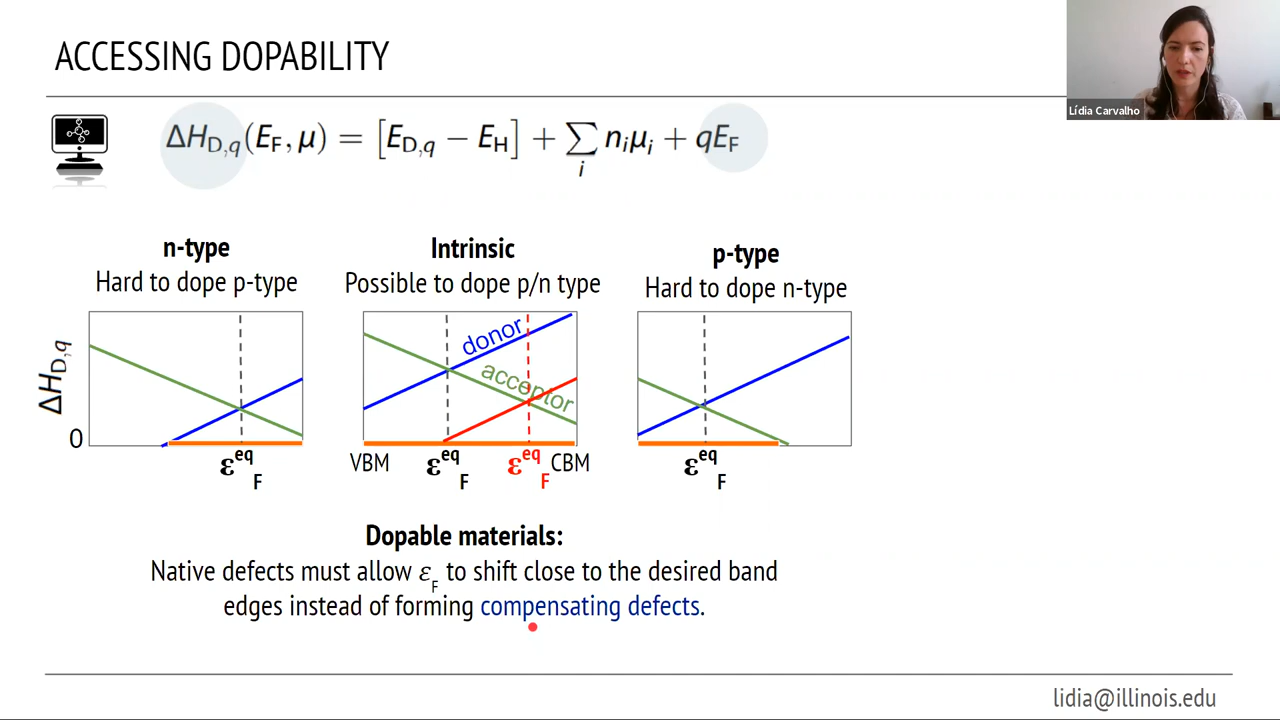 ACCESSING DOPABILITY
Lídia Carvalho
ΔH_D,q(E_F, μ) = [E_D,q − E_H] + ∑_i n_iμ_i + qE_F
n-type
Hard to dope p-type
Intrinsic
Possible to dope p/n type
p-type
Hard to dope n-type
ΔH_D,q
0
donor
acceptor
ε^eq_F
VBM
ε^eq_F
ε^eq_F
CBM
ε^eq_F
Dopable materials:
Native defects must allow ε_F to shift close to the desired band
edges instead of forming compensating defects.
lidia@illinois.edu